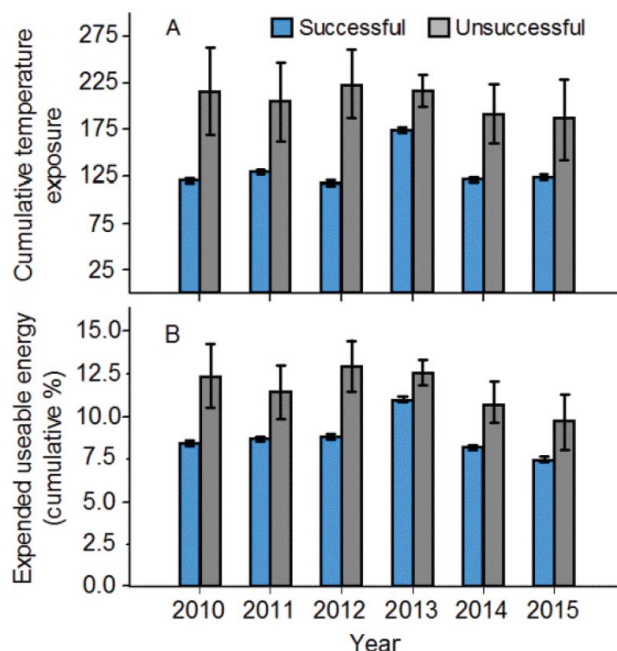 A
Successful
Unsuccessful
Cumulative temperature
exposure
275
225
175
125
75
25
B
Expended useable energy
(cumulative %)
15.0
12.5
10.0
7.5
5.0
2.5
0.0
2010 2011 2012 2013 2014 2015
Year